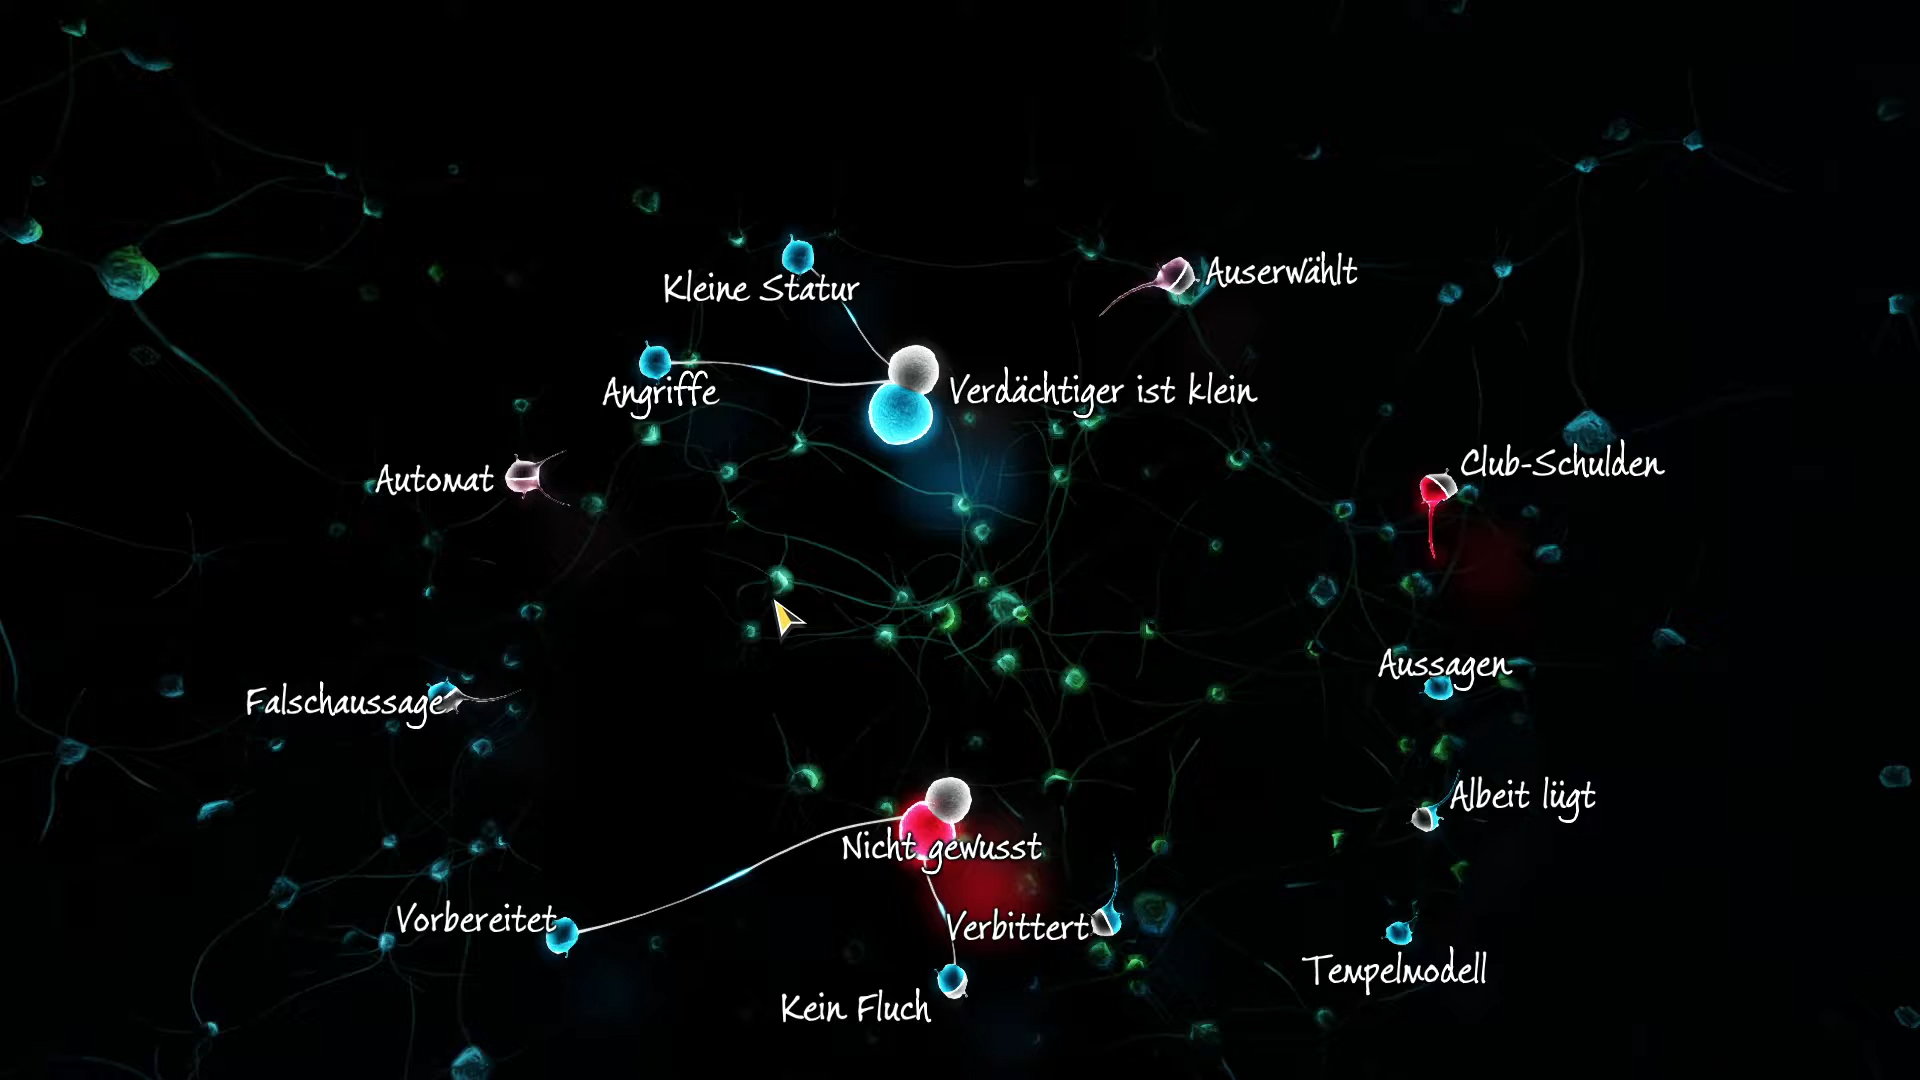 Kleine Statur
Auserwählt
Angriffe
Verdächtiger ist klein
Automat
Club-Schulden
Falschaussage
Aussagen
Albeit lügt
Nicht gewusst
Vorbereitet
Verbittert
Tempelmodell
Kein Fluch